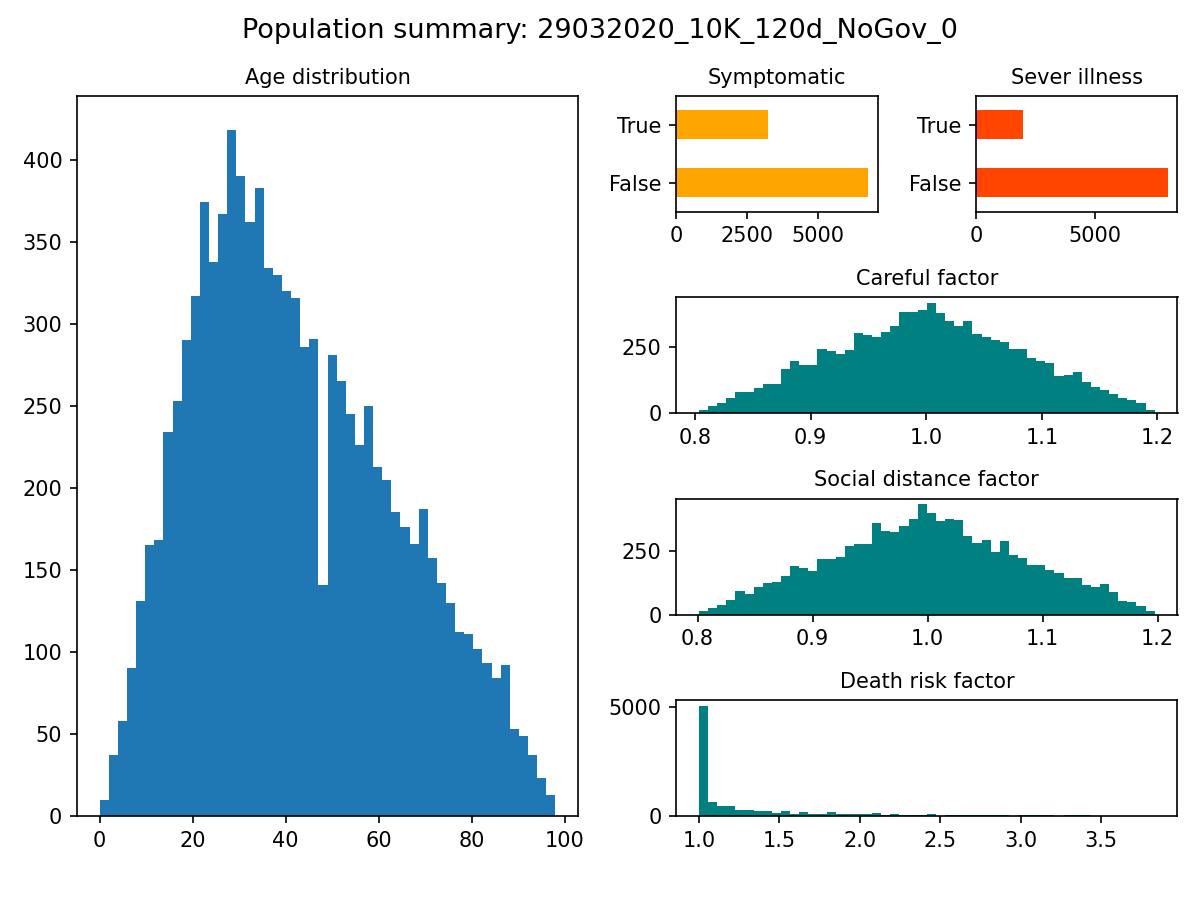 Population summary: 29032020_10K_120d_NoGov_0
Age distribution
400
350
300
250
200
150
100
50
0
0 20 40 60 80 100
Symptomatic
True
False
0 2500 5000
Sever illness
True
False
0 5000
Careful factor
250
0
0.8 0.9 1.0 1.1 1.2
Social distance factor
250
0
0.8 0.9 1.0 1.1 1.2
Death risk factor
5000
0
1.0 1.5 2.0 2.5 3.0 3.5